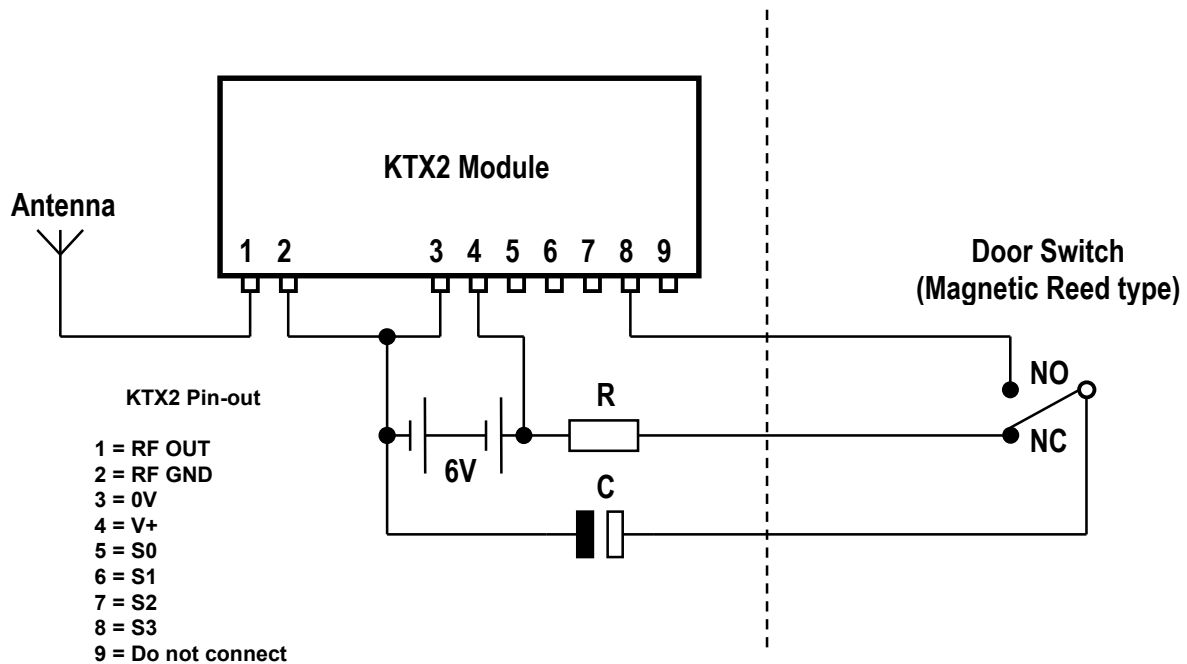 KTX2 Module
Antenna
1 2 3 4 5 6 7 8 9
Door Switch
(Magnetic Reed type)
NO
NC
R
6V
C
KTX2 Pin-out
1 = RF OUT
2 = RF GND
3 = 0V
4 = V+
5 = S0
6 = S1
7 = S2
8 = S3
9 = Do not connect